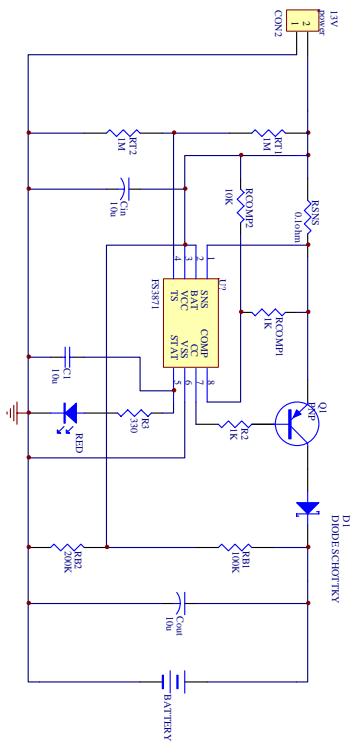 13V
power
CON2
2
1
RT2
1M
RT1
1M
Cin
10u
RCOMP2
10K
RSNS
0.1ohm
4
3
2
1
U?
SNS
BAT
VCC
TS
COMP
CC
VSS
STAT
FS3871
5
6
7
8
RCOMP1
1K
C1
10u
RED
R3
330
R2
1K
Q1
PNP
D1
DIODE SCHOTTKY
RB2
200K
RB1
100K
Cout
10u
BATTERY